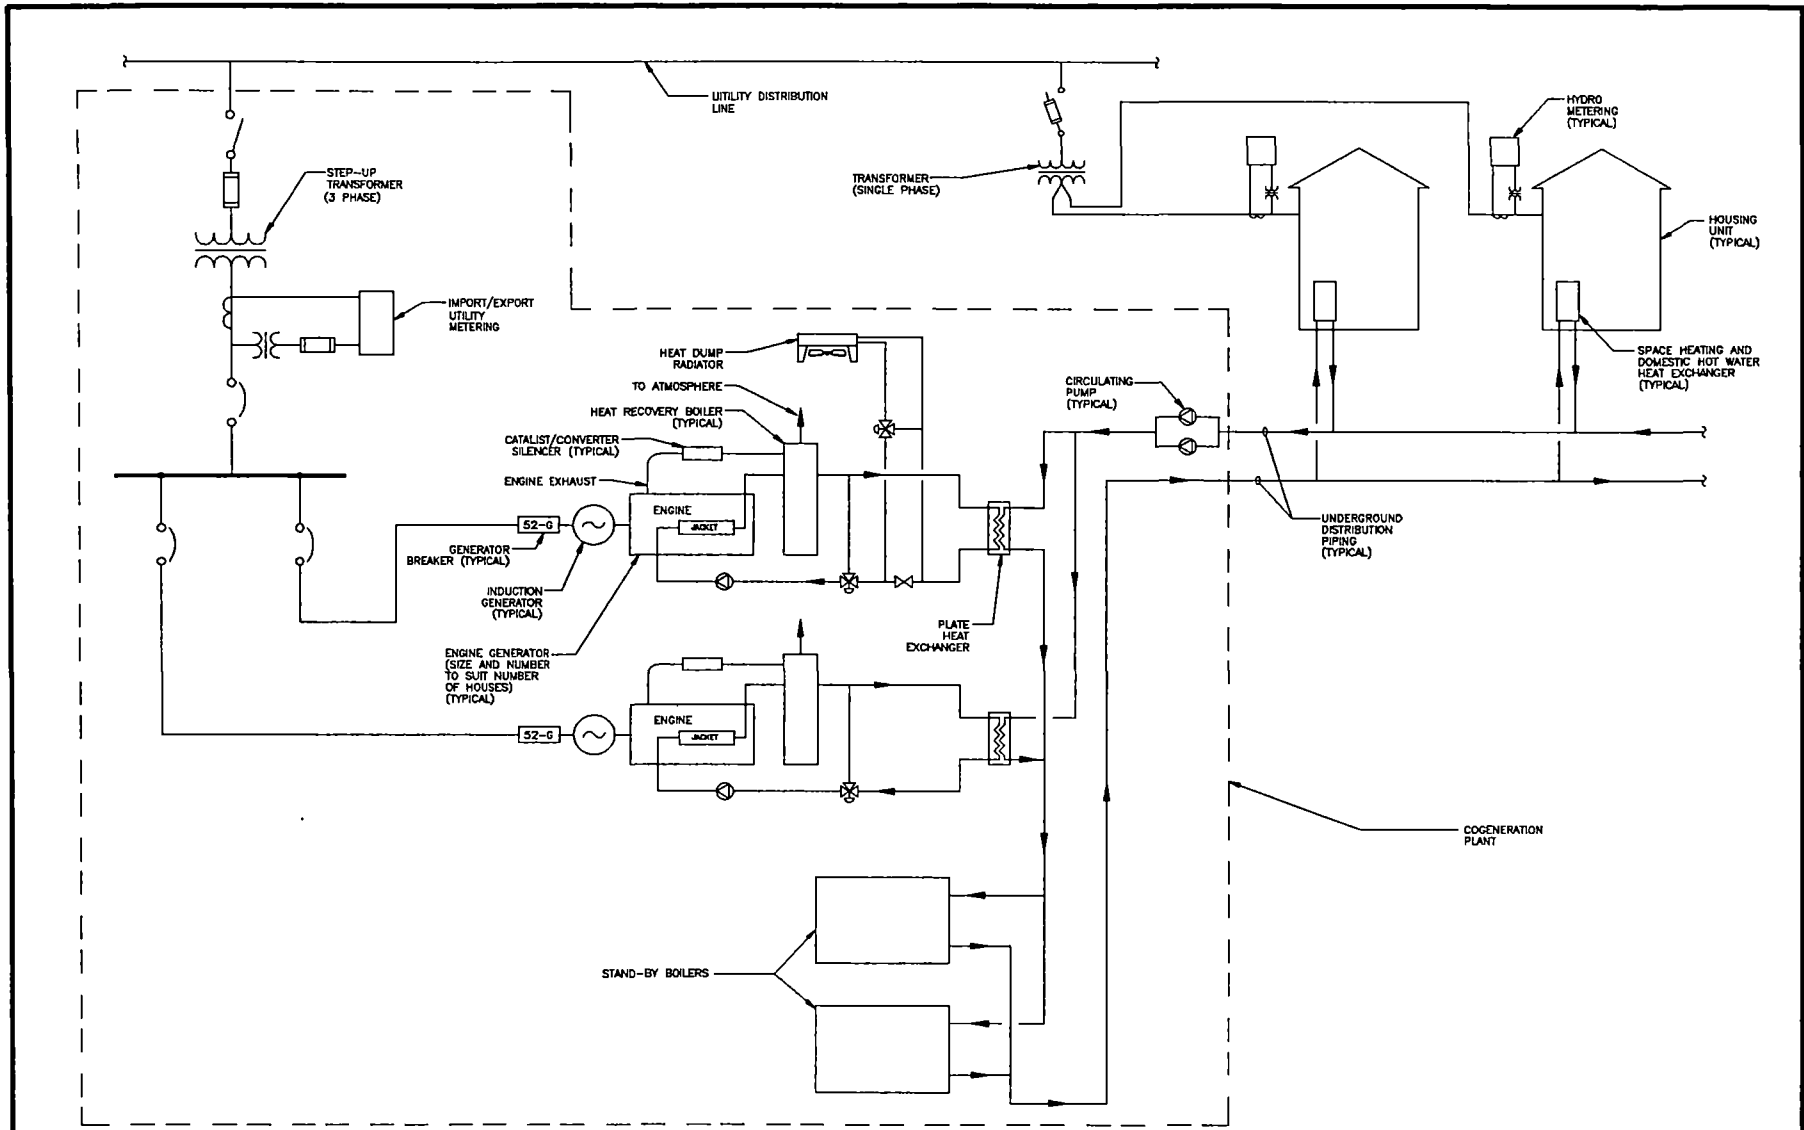 UITILITY DISTRIBUTION
LINE
HYDRO
METERING
(TYPICAL)
STEP-UP
TRANSFORMER
(3 PHASE)
TRANSFORMER
(SINGLE PHASE)
HOUSING
UNIT
(TYPICAL)
IMPORT/EXPORT
UTILITY
METERING
HEAT DUMP
RADIATOR
SPACE HEATING AND
DOMESTIC HOT WATER
HEAT EXCHANGER
(TYPICAL)
TO ATMOSPHERE
CIRCULATING
PUMP
(TYPICAL)
HEAT RECOVERY BOILER
(TYPICAL)
CATALIST/CONVERTER
SILENCER (TYPICAL)
ENGINE EXHAUST
ENGINE
JACKET
52-G
GENERATOR
BREAKER (TYPICAL)
UNDERGROUND
DISTRIBUTION
PIPING
(TYPICAL)
INDUCTION
GENERATOR
(TYPICAL)
PLATE
HEAT
EXCHANGER
ENGINE GENERATOR
(SIZE AND NUMBER
TO SUIT NUMBER
OF HOUSES)
(TYPICAL)
ENGINE
JACKET
52-G
COGENERATION
PLANT
STAND-BY BOILERS